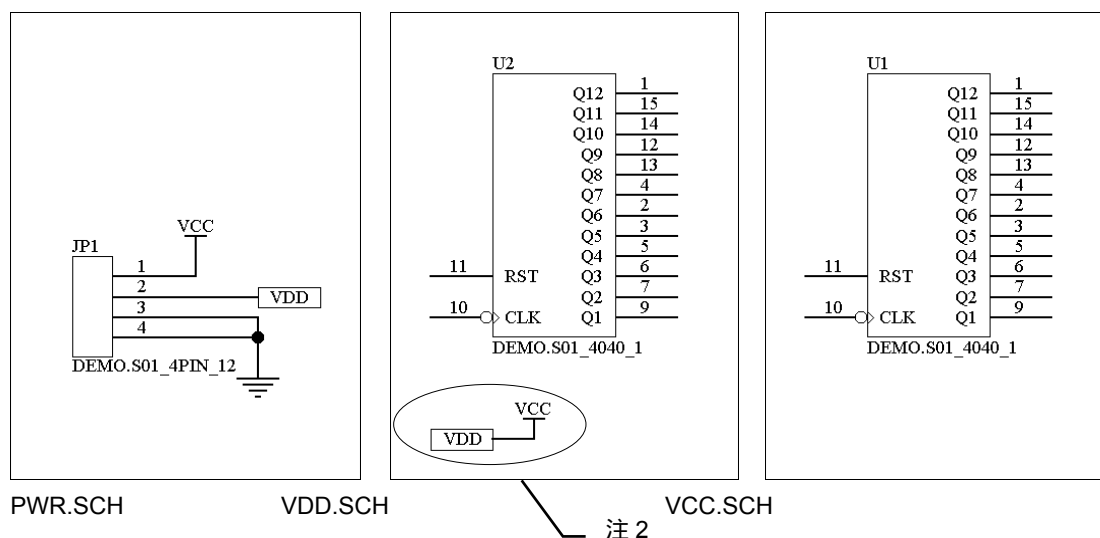 VCC
JP1
1
2
VDD
3
4
DEMO.S01_4PIN_12
U2
Q12 1
Q11 15
Q10 14
Q9 12
Q8 13
Q7 4
Q6 2
Q5 3
Q4 5
11 RST Q3 6
Q2 7
10 CLK Q1 9
DEMO.S01_4040_1
VCC
VDD
U1
Q12 1
Q11 15
Q10 14
Q9 12
Q8 13
Q7 4
Q6 2
Q5 3
Q4 5
11 RST Q3 6
Q2 7
10 CLK Q1 9
DEMO.S01_4040_1
PWR.SCH VDD.SCH VCC.SCH
注 2